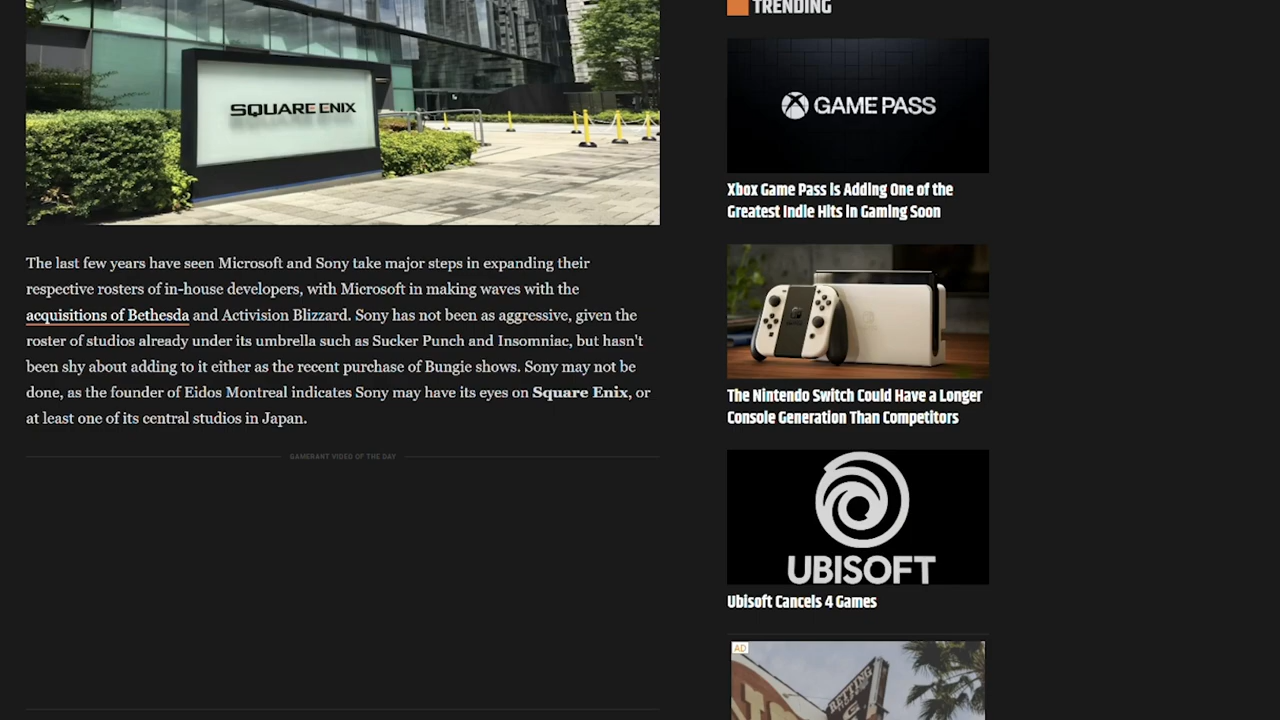 SQUARE ENIX
The last few years have seen Microsoft and Sony take major steps in expanding their
respective rosters of in-house developers, with Microsoft in making waves with the
acquisitions of Bethesda and Activision Blizzard. Sony has not been as aggressive, given the
roster of studios already under its umbrella such as Sucker Punch and Insomniac, but hasn't
been shy about adding to it either as the recent purchase of Bungie shows. Sony may not be
done, as the founder of Eidos Montreal indicates Sony may have its eyes on Square Enix, or
at least one of its central studios in Japan.
GAMERANT VIDEO OF THE DAY
TRENDING
GAME PASS
Xbox Game Pass is Adding One of the
Greatest Indie Hits in Gaming Soon
The Nintendo Switch Could Have a Longer
Console Generation Than Competitors
UBISOFT
Ubisoft Cancels 4 Games
AD